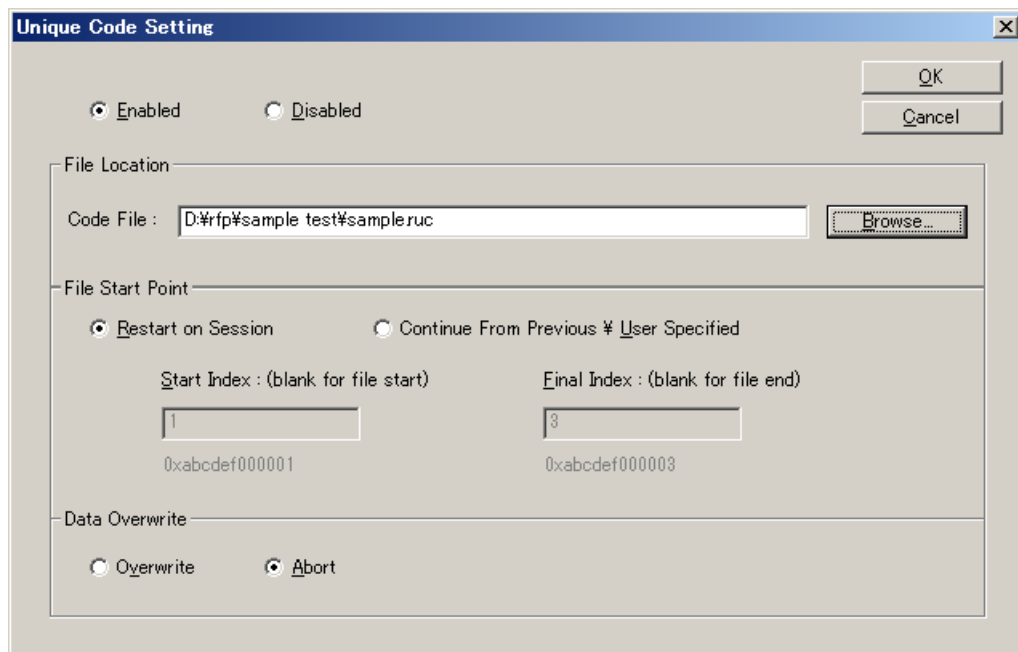 Unique Code Setting
OK
Enabled Disabled
Cancel
File Location
Code File : D:¥rfp¥sample test¥sample.ruc Browse...
File Start Point
Restart on Session Continue From Previous ¥ User Specified
Start Index : (blank for file start) Final Index : (blank for file end)
1 3
0xabcdef000001 0xabcdef000003
Data Overwrite
Overwrite Abort